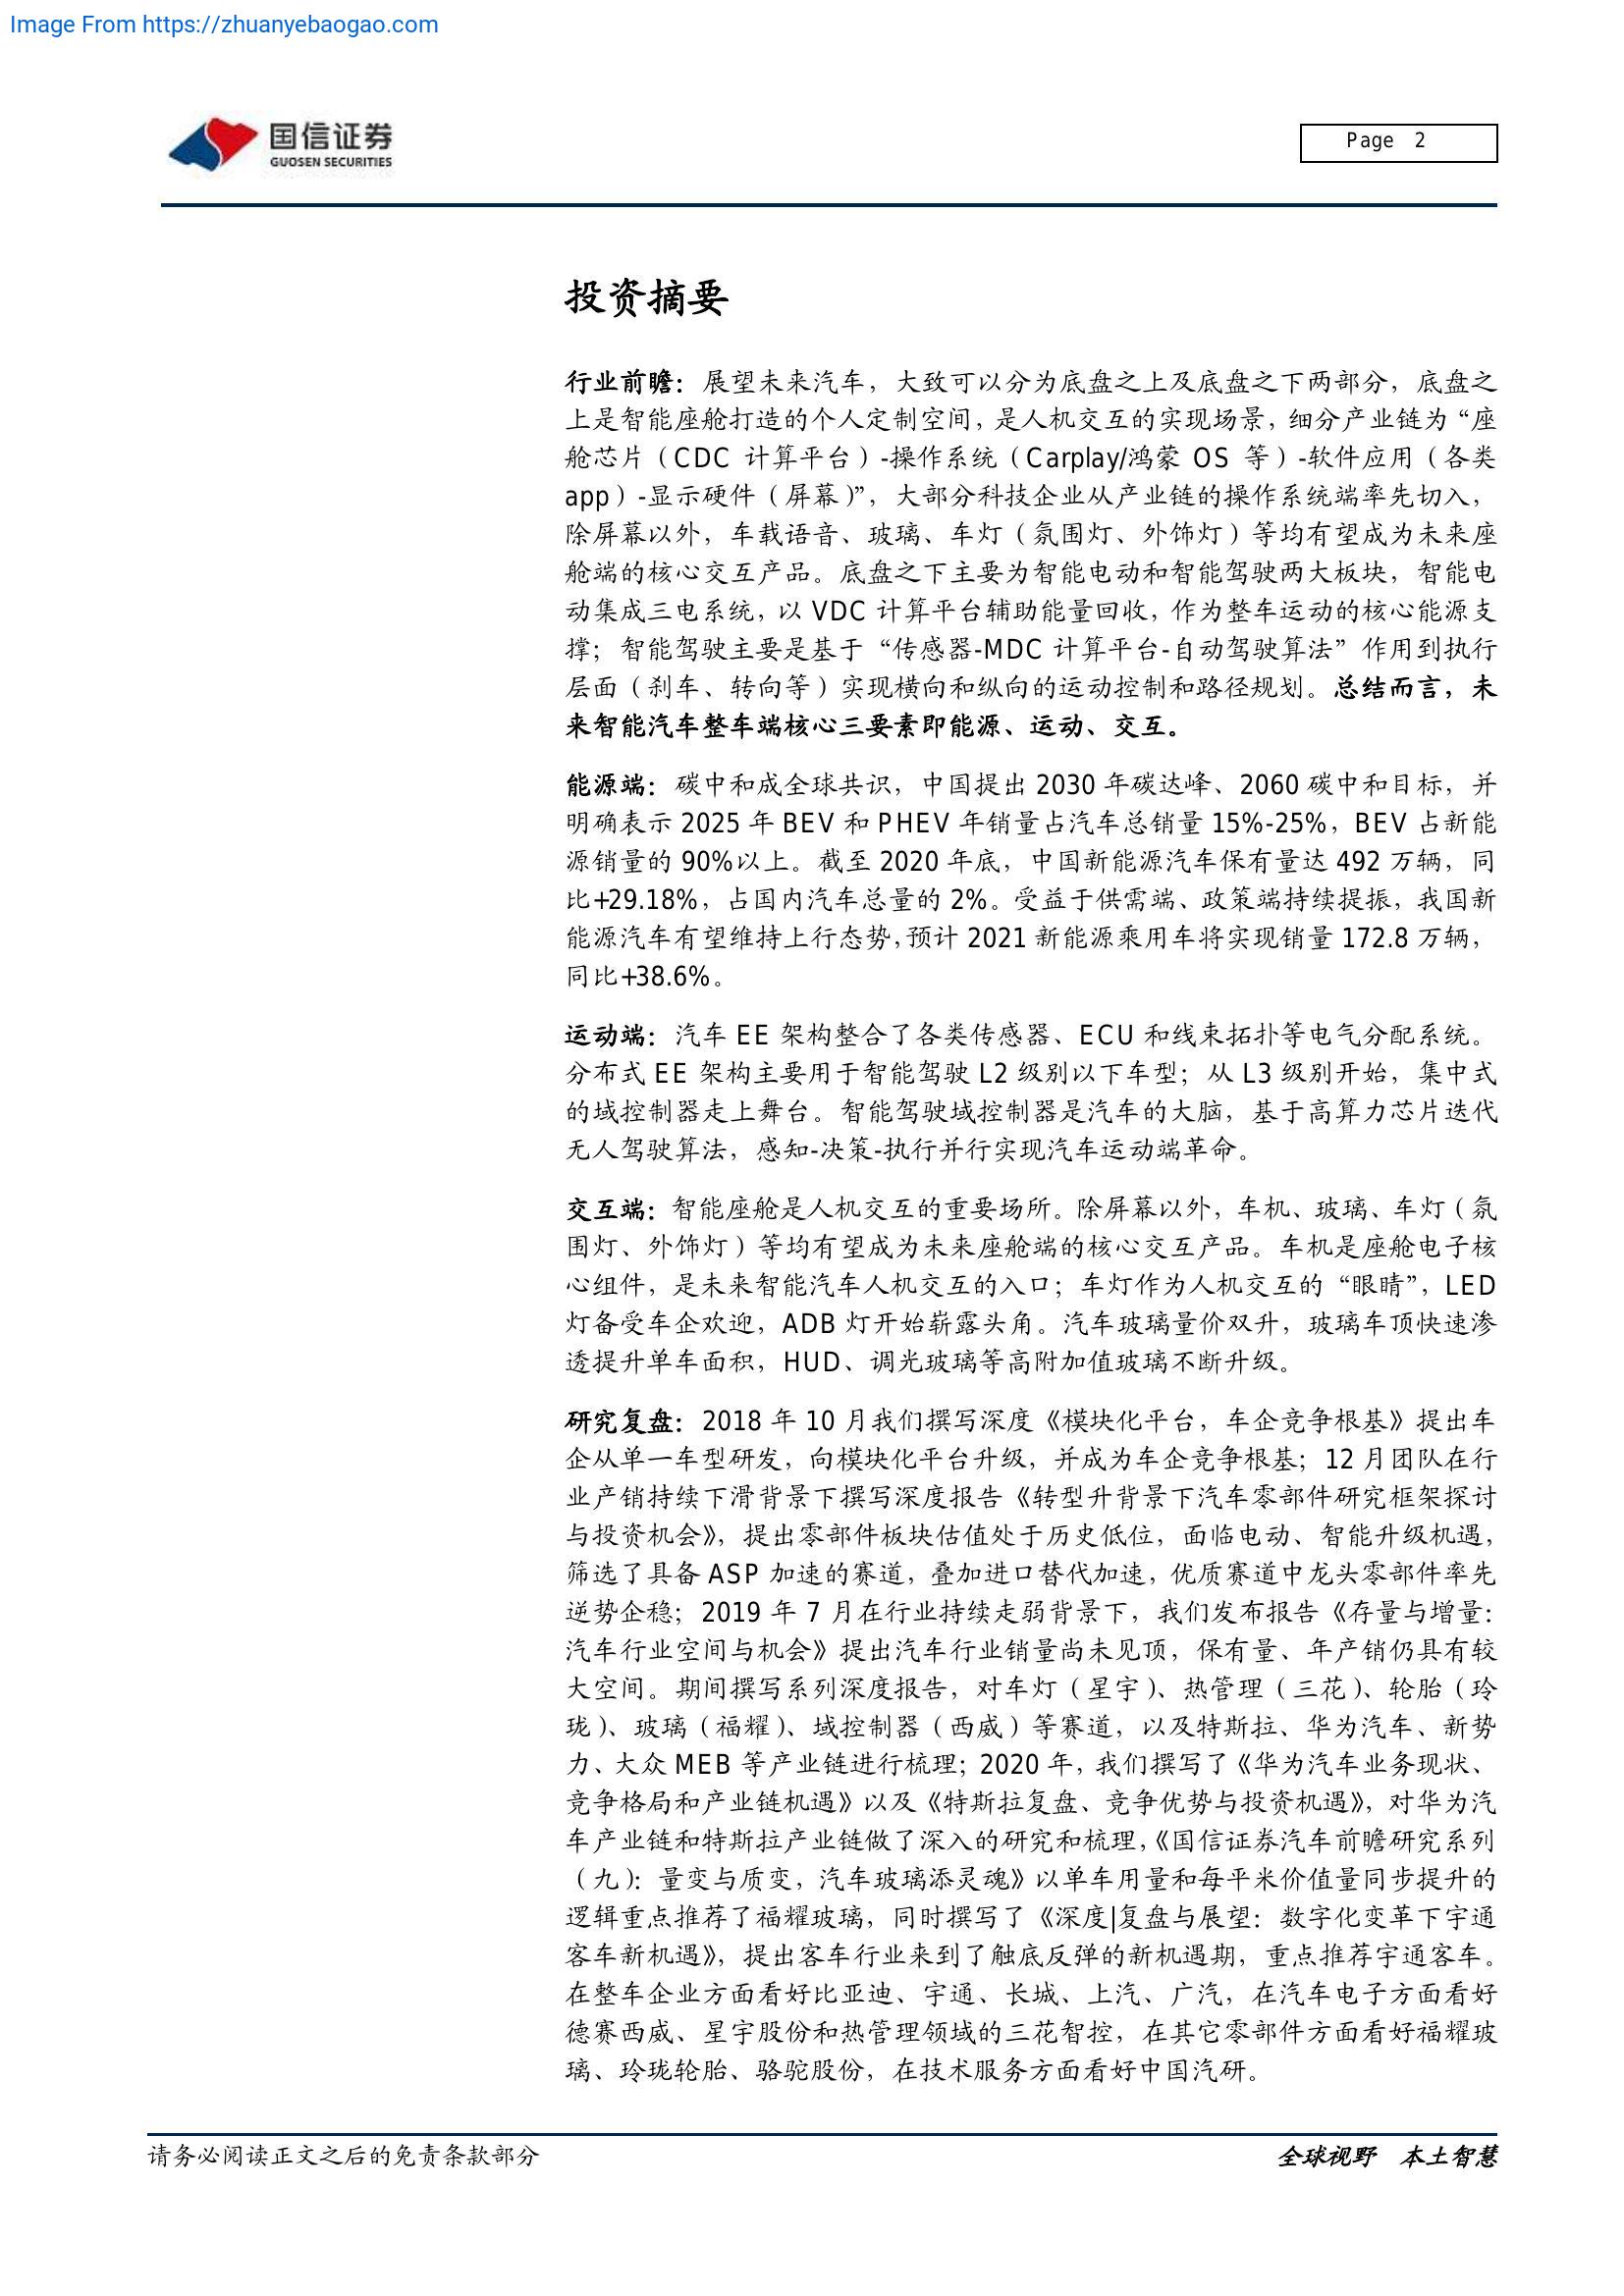 Image From https://zhuanyebaogao.com
国信证券
GUOSEN SECURITIES
Page 2
投资摘要
行业前瞻：展望未来汽车，大致可以分为底盘之上及底盘之下两部分，底盘之
上是智能座舱打造的个人定制空间，是人机交互的实现场景，细分产业链为“座
舱芯片（CDC 计算平台）-操作系统（Carplay/鸿蒙 OS 等）-软件应用（各类
app）-显示硬件（屏幕）”，大部分科技企业从产业链的操作系统端率先切入，
除屏幕以外，车载语音、玻璃、车灯（氛围灯、外饰灯）等均有望成为未来座
舱端的核心交互产品。底盘之下主要为智能电动和智能驾驶两大板块，智能电
动集成三电系统，以 VDC 计算平台辅助能量回收，作为整车运动的核心能源支
撑；智能驾驶主要是基于“传感器-MDC 计算平台-自动驾驶算法”作用到执行
层面（刹车、转向等）实现横向和纵向的运动控制和路径规划。总结而言，未
来智能汽车整车端核心三要素即能源、运动、交互。
能源端：碳中和成全球共识，中国提出 2030 年碳达峰、2060 碳中和目标，并
明确表示 2025 年 BEV 和 PHEV 年销量占汽车总销量 15%-25%，BEV 占新能
源销量的 90%以上。截至 2020 年底，中国新能源汽车保有量达 492 万辆，同
比+29.18%，占国内汽车总量的 2%。受益于供需端、政策端持续提振，我国新
能源汽车有望维持上行态势，预计 2021 新能源乘用车将实现销量 172.8 万辆，
同比+38.6%。
运动端：汽车 EE 架构整合了各类传感器、ECU 和线束拓扑等电气分配系统。
分布式 EE 架构主要用于智能驾驶 L2 级别以下车型；从 L3 级别开始，集中式
的域控制器走上舞台。智能驾驶域控制器是汽车的大脑，基于高算力芯片迭代
无人驾驶算法，感知-决策-执行并行实现汽车运动端革命。
交互端：智能座舱是人机交互的重要场所。除屏幕以外，车机、玻璃、车灯（氛
围灯、外饰灯）等均有望成为未来座舱端的核心交互产品。车机是座舱电子核
心组件，是未来智能汽车人机交互的入口；车灯作为人机交互的“眼睛”，LED
灯备受车企欢迎，ADB 灯开始崭露头角。汽车玻璃量价双升，玻璃车顶快速渗
透提升单车面积，HUD、调光玻璃等高附加值玻璃不断升级。
研究复盘：2018 年 10 月我们撰写深度《模块化平台，车企竞争根基》提出车
企从单一车型研发，向模块化平台升级，并成为车企竞争根基；12 月团队在行
业产销持续下滑背景下撰写深度报告《转型升背景下汽车零部件研究框架探讨
与投资机会》，提出零部件板块估值处于历史低位，面临电动、智能升级机遇，
筛选了具备 ASP 加速的赛道，叠加进口替代加速，优质赛道中龙头零部件率先
逆势企稳；2019 年 7 月在行业持续走弱背景下，我们发布报告《存量与增量：
汽车行业空间与机会》提出汽车行业销量尚未见顶，保有量、年产销仍具有较
大空间。期间撰写系列深度报告，对车灯（星宇）、热管理（三花）、轮胎（玲
珑）、玻璃（福耀）、域控制器（西威）等赛道，以及特斯拉、华为汽车、新势
力、大众 MEB 等产业链进行梳理；2020 年，我们撰写了《华为汽车业务现状、
竞争格局和产业链机遇》以及《特斯拉复盘、竞争优势与投资机遇》，对华为汽
车产业链和特斯拉产业链做了深入的研究和梳理，《国信证券汽车前瞻研究系列
（九）：量变与质变，汽车玻璃添灵魂》以单车用量和每平米价值量同步提升的
逻辑重点推荐了福耀玻璃，同时撰写了《深度|复盘与展望：数字化变革下宇通
客车新机遇》，提出客车行业来到了触底反弹的新机遇期，重点推荐宇通客车。
在整车企业方面看好比亚迪、宇通、长城、上汽、广汽，在汽车电子方面看好
德赛西威、星宇股份和热管理领域的三花智控，在其它零部件方面看好福耀玻
璃、玲珑轮胎、骆驼股份，在技术服务方面看好中国汽研。
请务必阅读正文之后的免责条款部分
全球视野 本土智慧